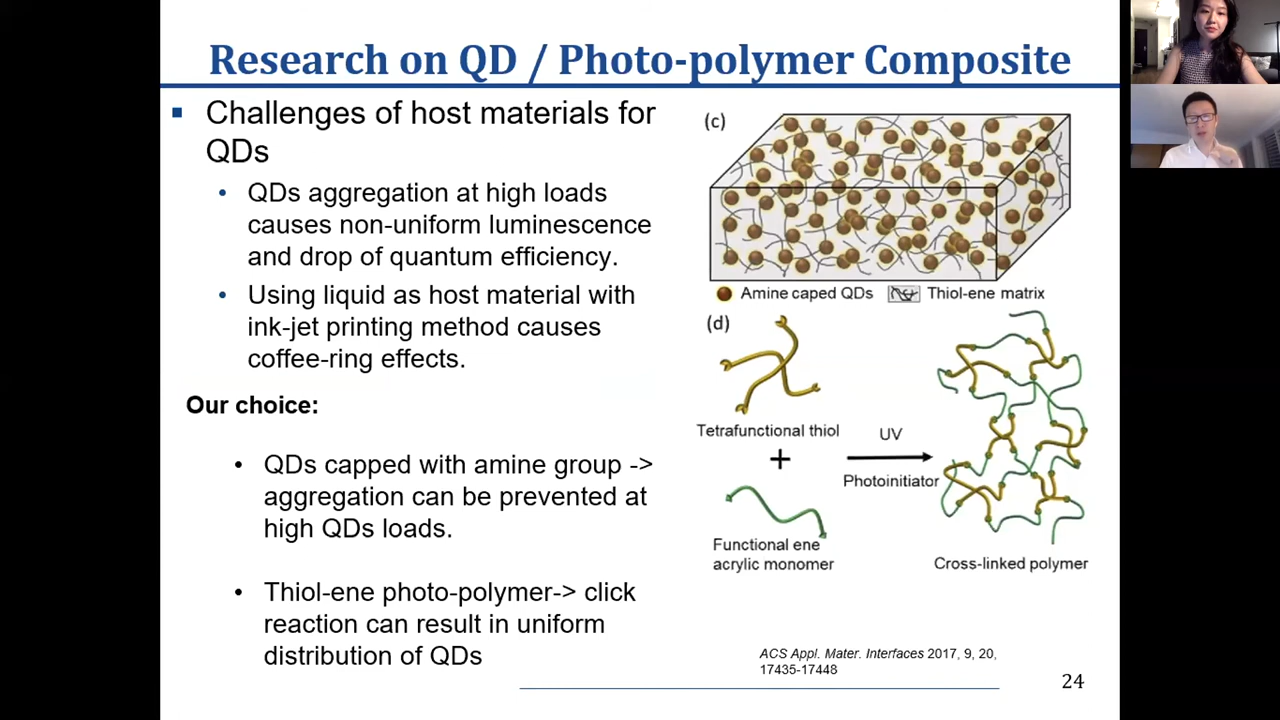 Research on QD / Photo-polymer Composite
Challenges of host materials for
QDs
QDs aggregation at high loads
causes non-uniform luminescence
and drop of quantum efficiency.
Using liquid as host material with
ink-jet printing method causes
coffee-ring effects.
Our choice:
QDs capped with amine group ->
aggregation can be prevented at
high QDs loads.
Thiol-ene photo-polymer-> click
reaction can result in uniform
distribution of QDs
(c)
Amine caped QDs
Thiol-ene matrix
(d)
Tetrafunctional thiol
+
UV
Photoinitiator
Functional ene
acrylic monomer
Cross-linked polymer
ACS Appl. Mater. Interfaces 2017, 9, 20,
17435-17448
24